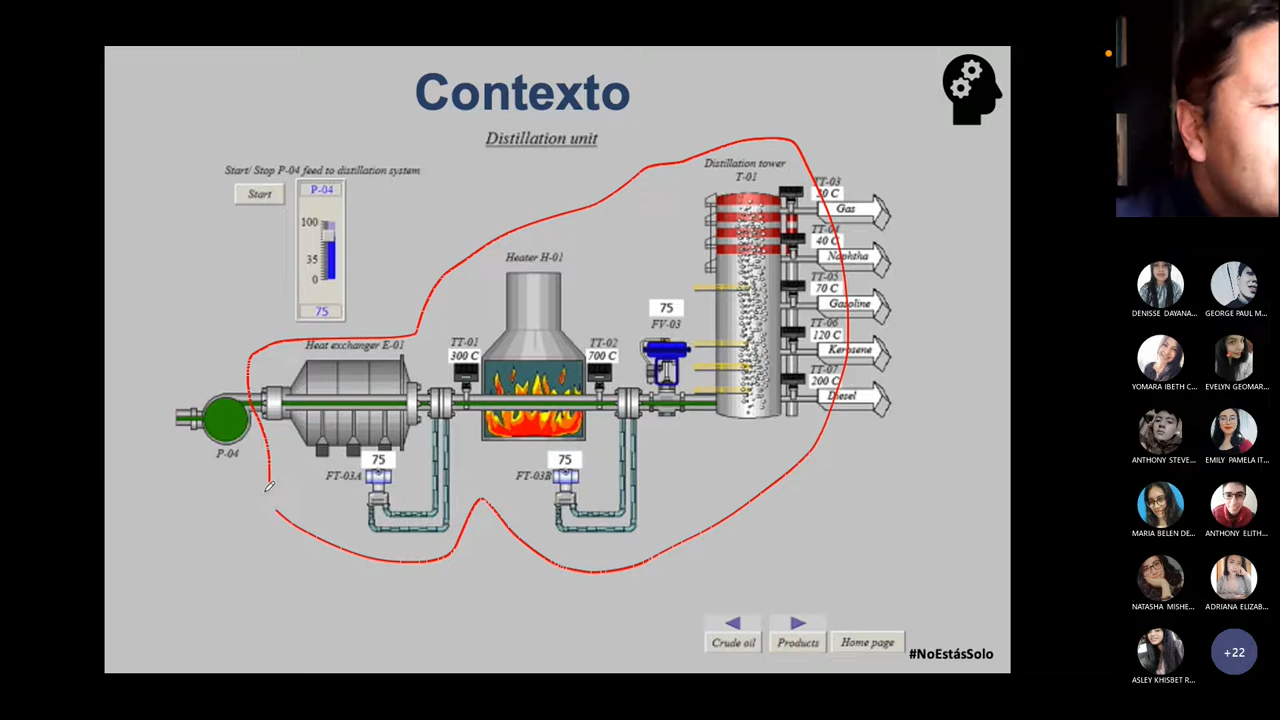 Contexto
Distillation unit
Start/ Stop P-04 feed to distillation system
Start
P-04
100
35
0
75
Distillation tower
T-01
TT-03
Gas
TT-04
40 C
Naphtha
TT-05
70 C
Gasoline
TT-06
120 C
Kerosene
TT-07
200 C
Diesel
Heater H-01
75
FV-03
Heat exchanger E-01
TT-01
300 C
TT-02
700 C
P-04
75
FT-03A
75
FT-03B
Crude oil
Products
Home page
#NoEstásSolo
DENISSE DAYANA...
GEORGE PAUL M...
YOMARA IBETH C...
EVELYN GEOMAR...
ANTHONY STEVE...
EMILY PAMELA IT...
MARIA BELEN DE...
ANTHONY ELITH...
NATASHA MISHE...
ADRIANA ELIZAB...
ASLEY KHISBET R...
+22